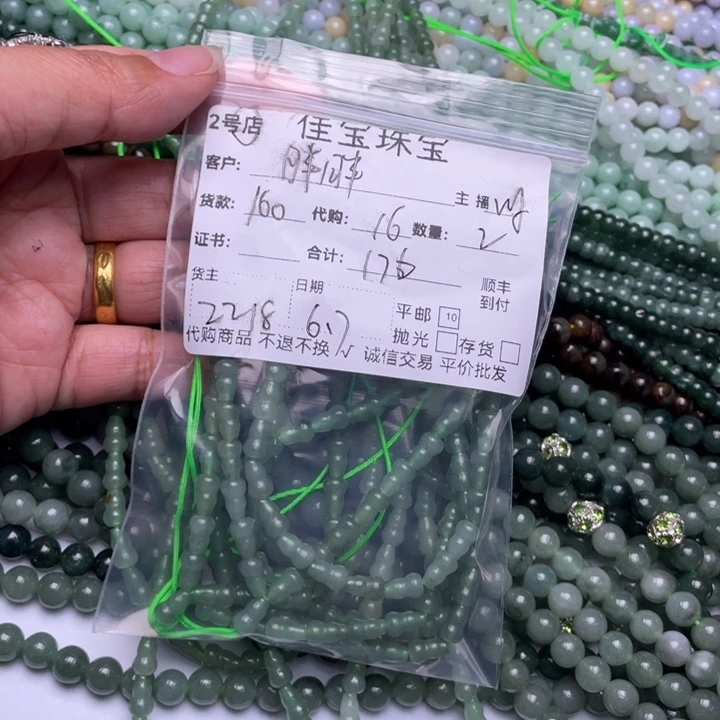 2号店 佳宝珠宝
客户: 胖胖
主播
货款: 160 代购: 16 数量: 2
证书: 合计: 176 顺丰到付
货主 日期
2218 6.7 平邮 10
抛光 存货
代购商品 不退不换 诚信交易 平价批发